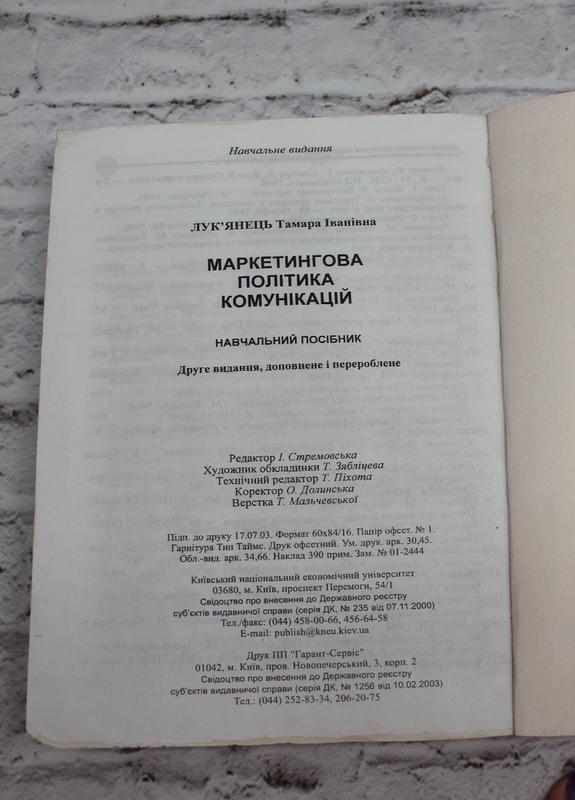 Навчальне видання
ЛУК'ЯНЕЦЬ Тамара Іванівна
МАРКЕТИНГОВА
ПОЛІТИКА
КОМУНІКАЦІЙ
НАВЧАЛЬНИЙ ПОСІБНИК
Друге видання, доповнене і перероблене
Редактор І. Стремовська
Художник обкладинки Т. Зябліцева
Технічний редактор Т. Піхота
Коректор О. Долинська
Верстка Т. Мальчевської
Підп. до друку 17.07.03. Формат 60х84/16. Папір офсет. № 1.
Гарнітура Тип Таймс. Друк офсетний. Ум. друк. арк. 30,45.
Обл.-вид. арк. 34,66. Наклад 390 прим. Зам. № 01-2444
Київський національний економічний університет
03680, м. Київ, проспект Перемоги, 54/1
Свідоцтво про внесення до Державного реєстру
суб'єктів видавничої справи (серія ДК, № 235 від 07.11.2000)
Тел./факс: (044) 458-00-66, 456-64-58
E-mail: publish@kneu.kiev.ua
Друк ПП "Гарант-Сервіс"
01042, м. Київ, пров. Новопечерський, 3, корп. 2
Свідоцтво про внесення до Державного реєстру
суб'єктів видавничої справи (серія ДК, № 1256 від 10.02.2003)
Тел.: (044) 252-83-34, 206-20-75